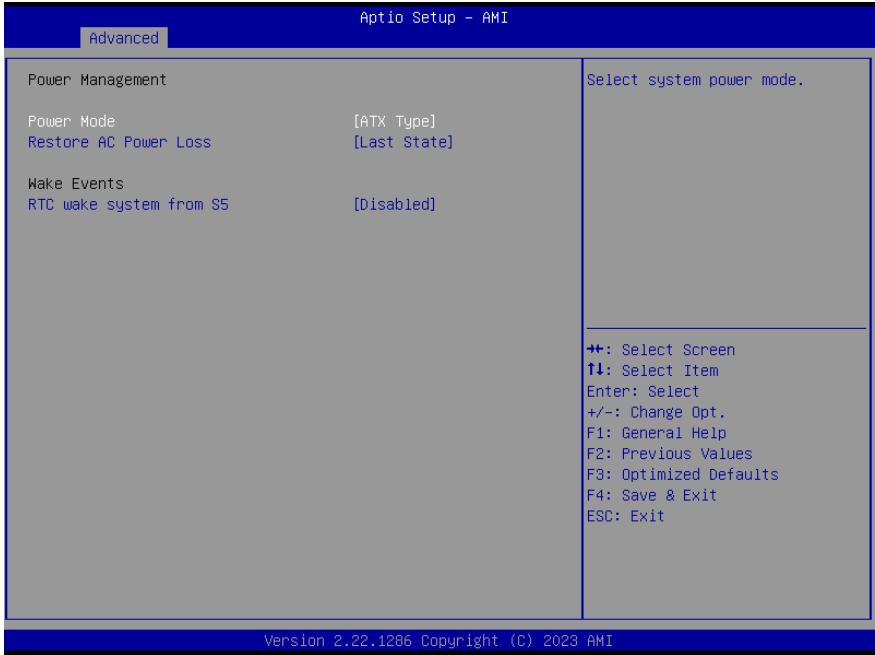 Aptio Setup – AMI
Advanced
Power Management
Power Mode [ATX Type]
Restore AC Power Loss [Last State]
Wake Events
RTC wake system from S5 [Disabled]
Select system power mode.
→←: Select Screen
↑↓: Select Item
Enter: Select
+/-: Change Opt.
F1: General Help
F2: Previous Values
F3: Optimized Defaults
F4: Save & Exit
ESC: Exit
Version 2.22.1286 Copyright (C) 2023 AMI